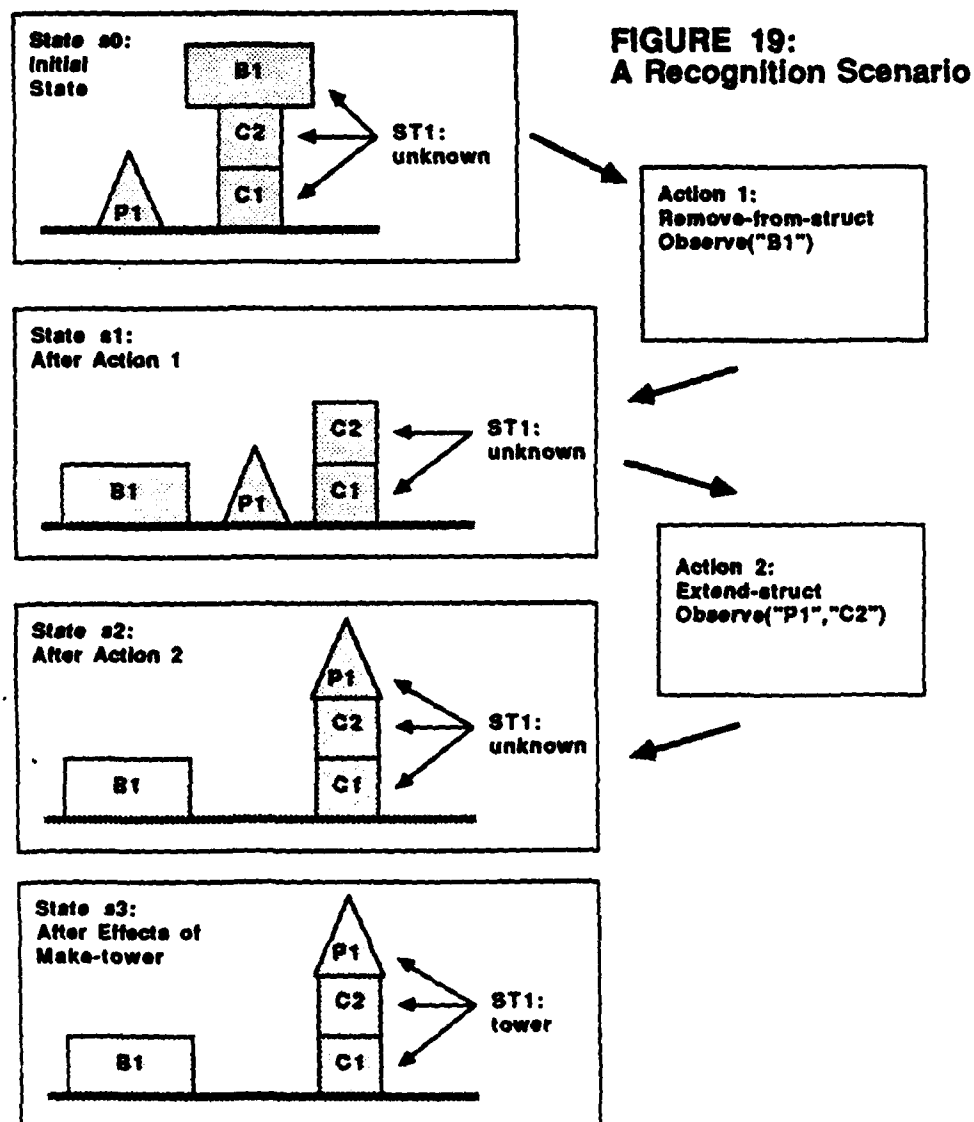 FIGURE 19:
A Recognition Scenario
State s0:
Initial
State
B1
C2
C1
P1
ST1:
unknown
Action 1:
Remove-from-struct
Observe("B1")
State s1:
After Action 1
B1
P1
C2
C1
ST1:
unknown
Action 2:
Extend-struct
Observe("P1","C2")
State s2:
After Action 2
P1
C2
C1
B1
ST1:
unknown
State s3:
After Effects of
Make-tower
P1
C2
C1
B1
ST1:
tower